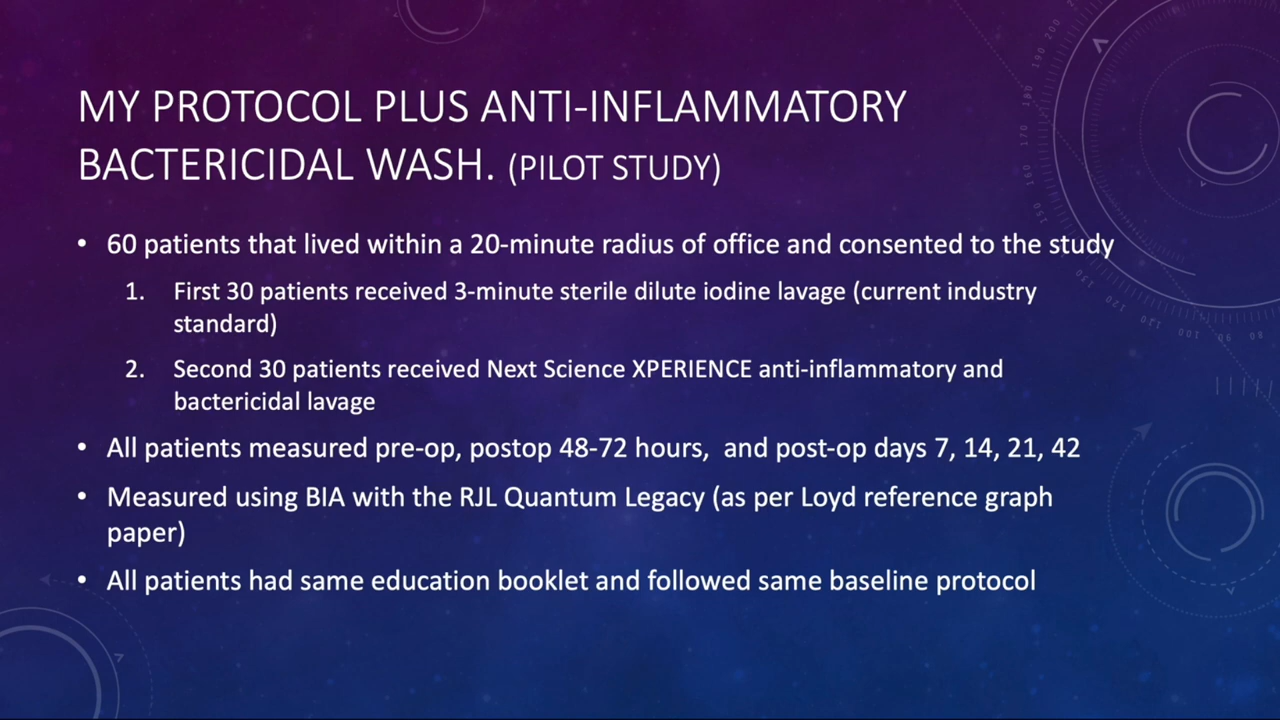 MY PROTOCOL PLUS ANTI-INFLAMMATORY
BACTERICIDAL WASH. (PILOT STUDY)
• 60 patients that lived within a 20-minute radius of office and consented to the study
1. First 30 patients received 3-minute sterile dilute iodine lavage (current industry
standard)
2. Second 30 patients received Next Science XPERIENCE anti-inflammatory and
bactericidal lavage
• All patients measured pre-op, postop 48-72 hours,  and post-op days 7, 14, 21, 42
• Measured using BIA with the RJL Quantum Legacy (as per Loyd reference graph
paper)
• All patients had same education booklet and followed same baseline protocol